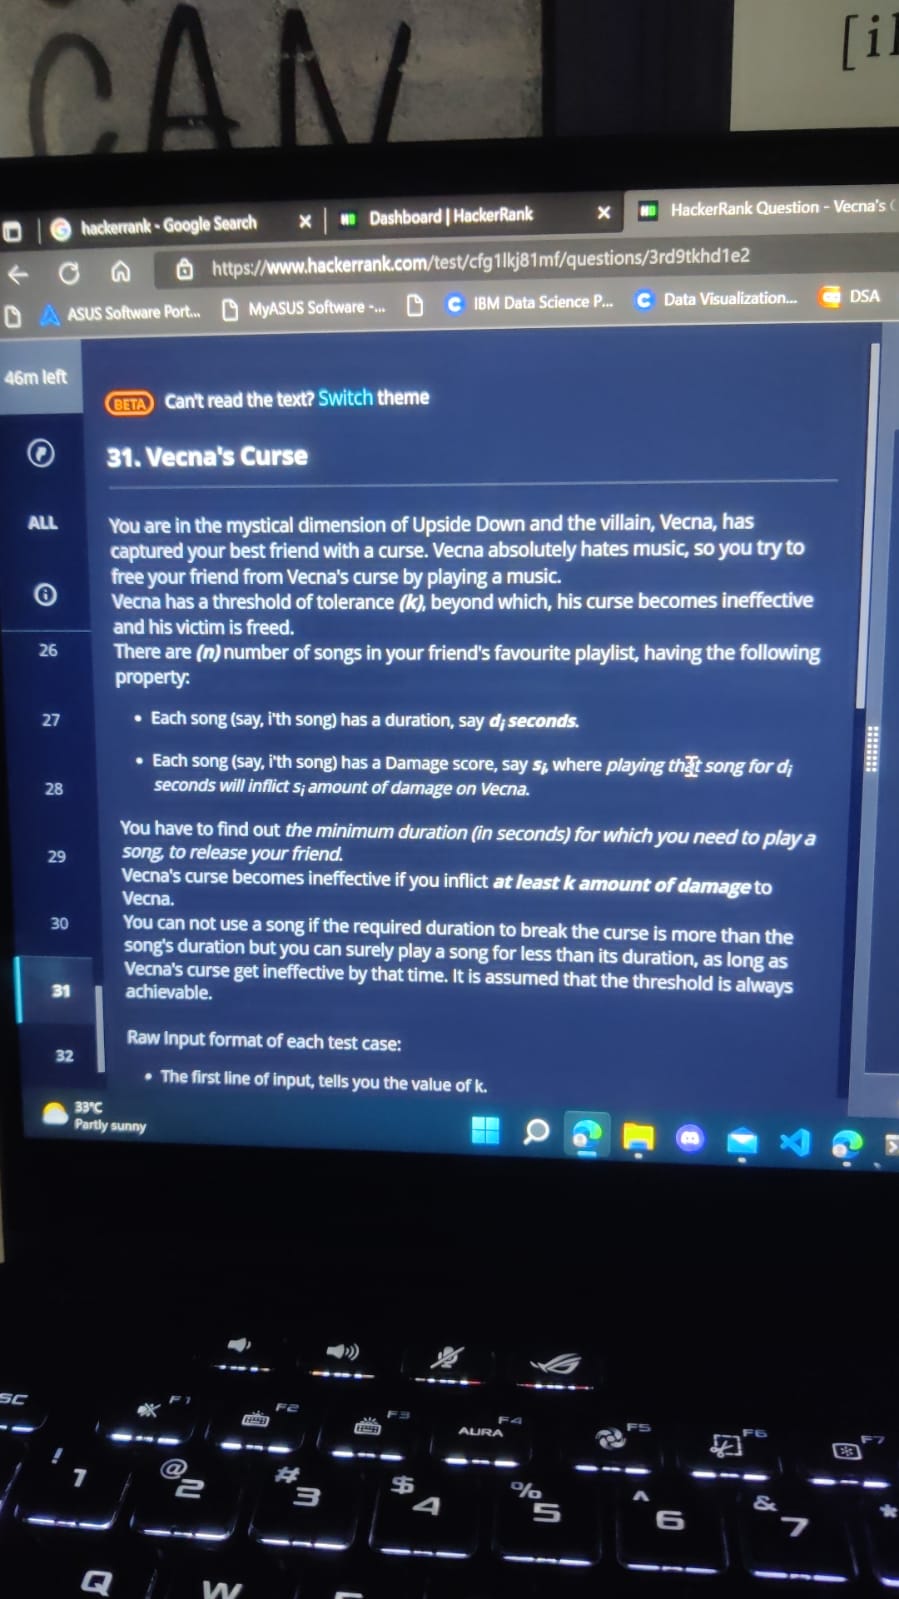 CAN
[il
hackerrank - Google Search
Dashboard | HackerRank
HackerRank Question - Vecna's
https://www.hackerrank.com/test/cfg1lkj81mf/questions/3rd9tkhd1e2
ASUS Software Port...
MyASUS Software -...
IBM Data Science P...
Data Visualization...
DSA
46m left
BETA Can't read the text? Switch theme
31. Vecna's Curse
ALL
You are in the mystical dimension of Upside Down and the villain, Vecna, has
captured your best friend with a curse. Vecna absolutely hates music, so you try to
free your friend from Vecna's curse by playing a music.
Vecna has a threshold of tolerance (k), beyond which, his curse becomes ineffective
and his victim is freed.
There are (n) number of songs in your friend's favourite playlist, having the following
property:
• Each song (say, i'th song) has a duration, say di seconds.
• Each song (say, i'th song) has a Damage score, say si, where playing that song for di
seconds will inflict si amount of damage on Vecna.
You have to find out the minimum duration (in seconds) for which you need to play a
song, to release your friend.
Vecna's curse becomes ineffective if you inflict at least k amount of damage to
Vecna.
You can not use a song if the required duration to break the curse is more than the
song's duration but you can surely play a song for less than its duration, as long as
Vecna's curse get ineffective by that time. It is assumed that the threshold is always
achievable.
Raw Input format of each test case:
• The first line of input, tells you the value of k.
26
27
28
29
30
31
32
33°C
Partly sunny
SC
F1
F2
F3
AURA F4
F5
F6
F7
! 1
@ 2
# 3
$ 4
% 5
^ 6
& 7
*
Q
W